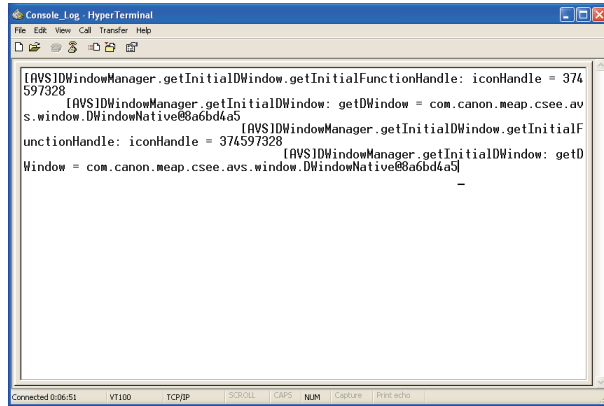 Console_Log - HyperTerminal
File Edit View Call Transfer Help
[AVS]DWindowManager.getInitialDWindow.getInitialFunctionHandle: iconHandle = 374
597328
[AVS]DWindowManager.getInitialDWindow: getDWindow = com.canon.meap.csee.av
s.window.DWindowNative@8a6bd4a5
[AVS]DWindowManager.getInitialDWindow.getInitialF
unctionHandle: iconHandle = 374597328
[AVS]DWindowManager.getInitialDWindow: getD
Window = com.canon.meap.csee.avs.window.DWindowNative@8a6bd4a5
Connected 0:06:51 VT100 TCP/IP SCROLL CAPS NUM Capture Print echo